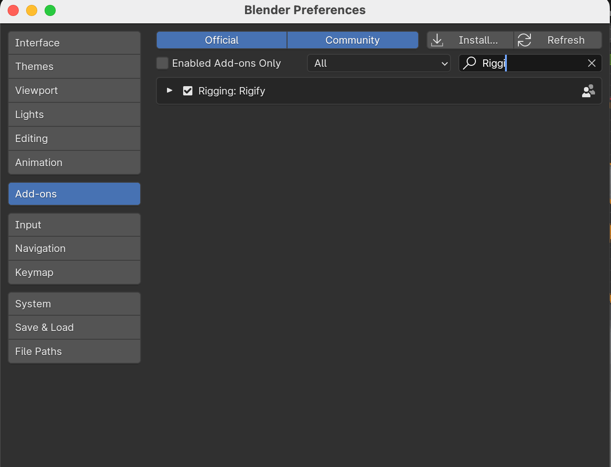 Blender Preferences
Interface
Themes
Viewport
Lights
Editing
Animation
Add-ons
Input
Navigation
Keymap
System
Save & Load
File Paths
Official Community Install... Refresh
Enabled Add-ons Only All Riggi
Rigging: Rigify